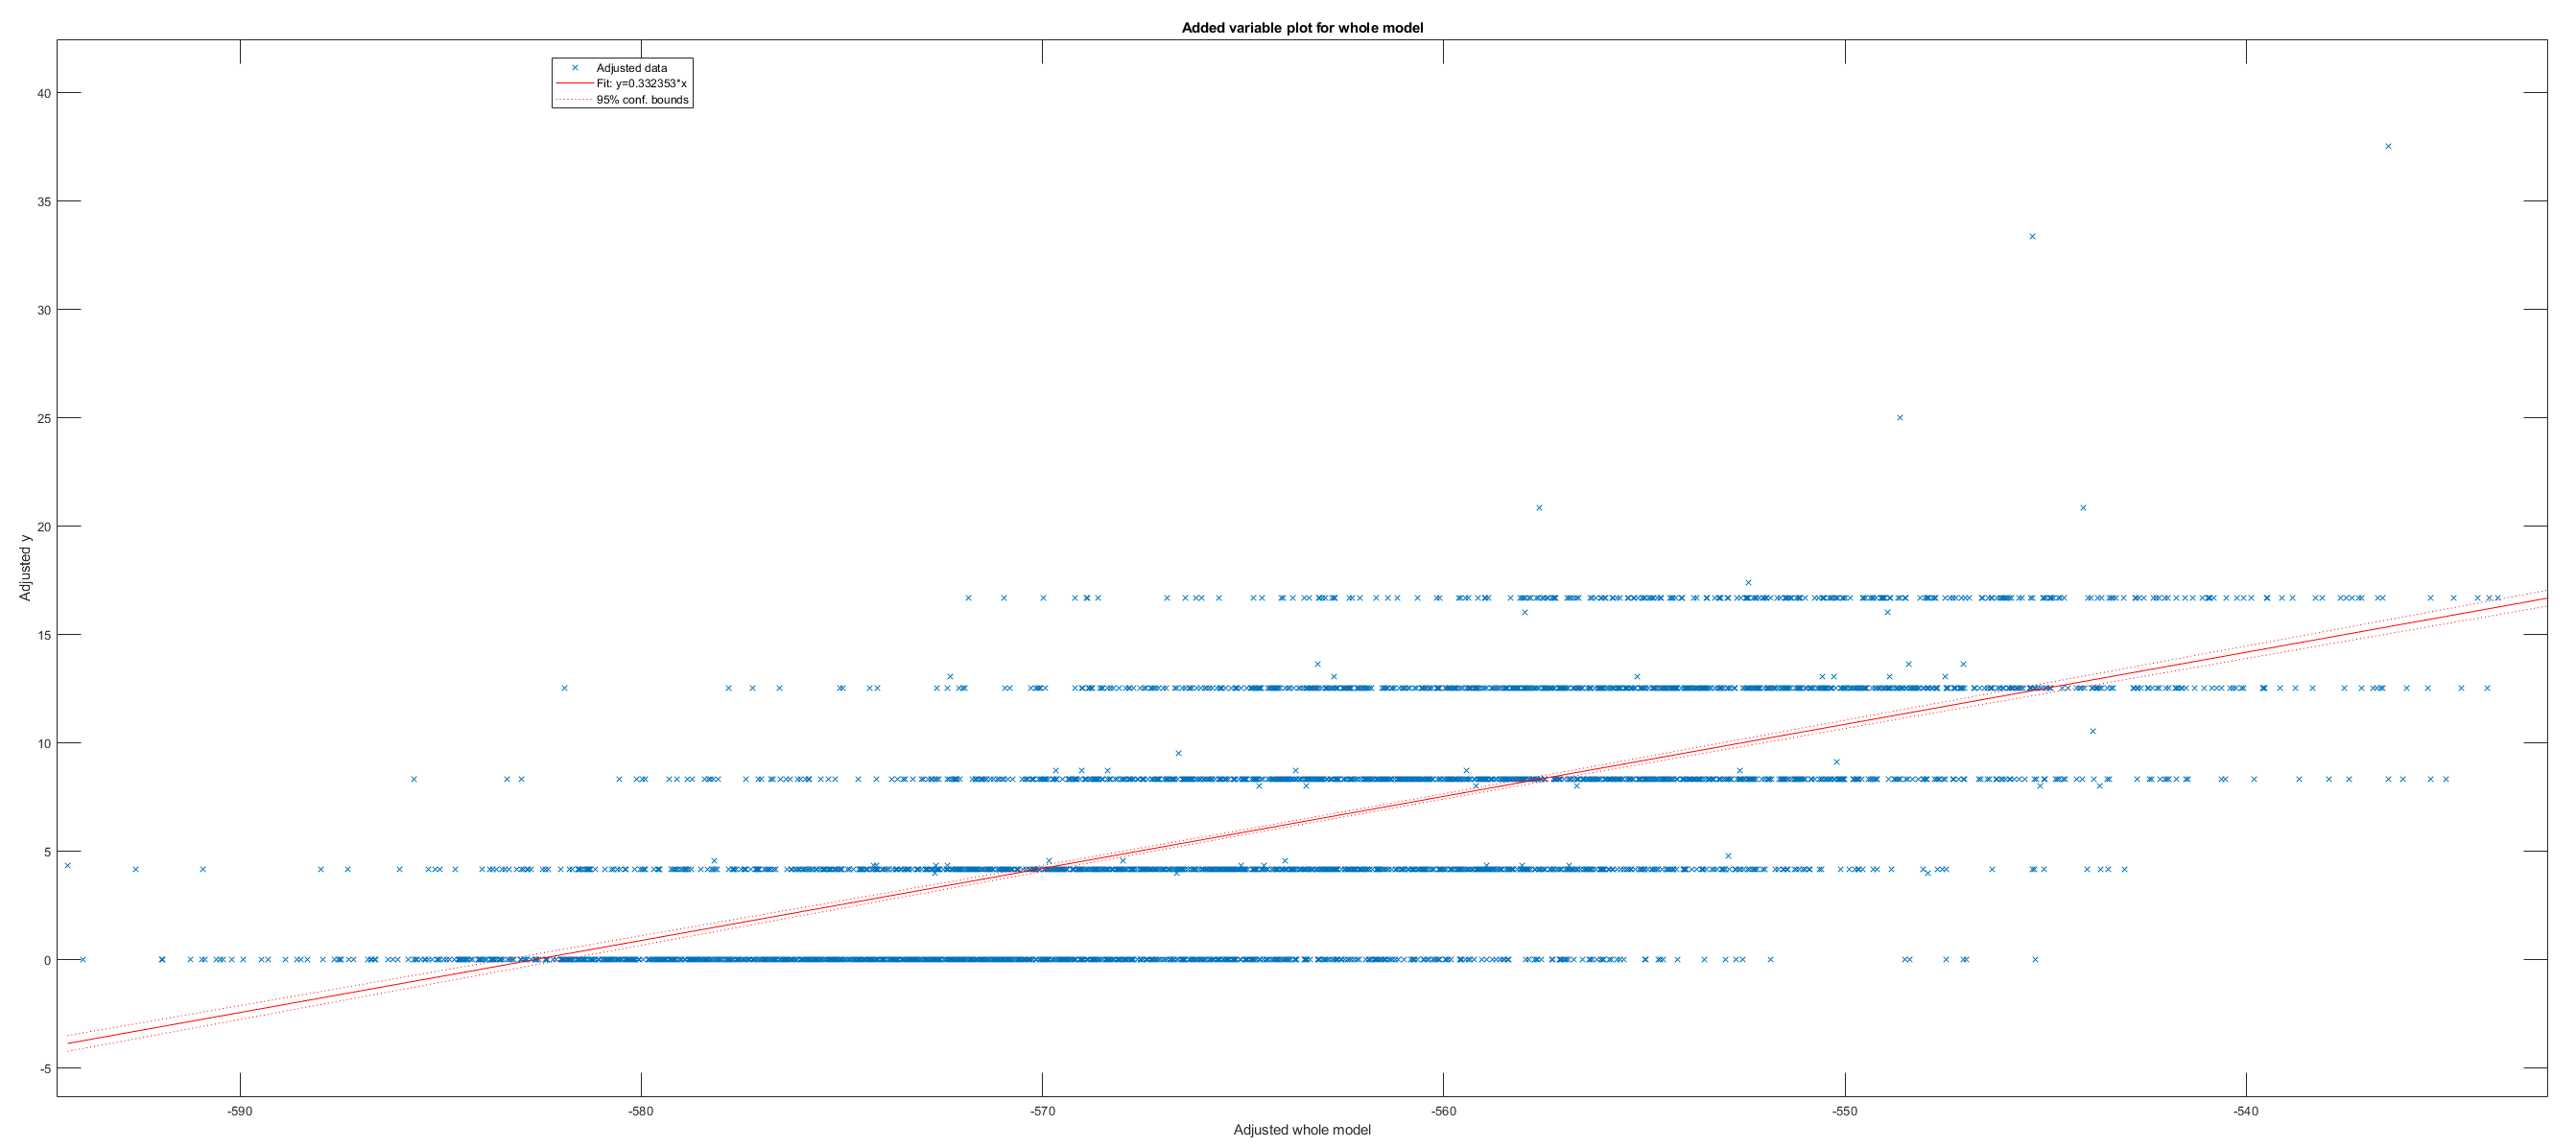 Added variable plot for whole model
Adjusted data
Fit: y=0.332353*x
95% conf. bounds
40
35
30
25
20
15
10
5
0
-5
Adjusted y
-590 -580 -570 -560 -550 -540
Adjusted whole model